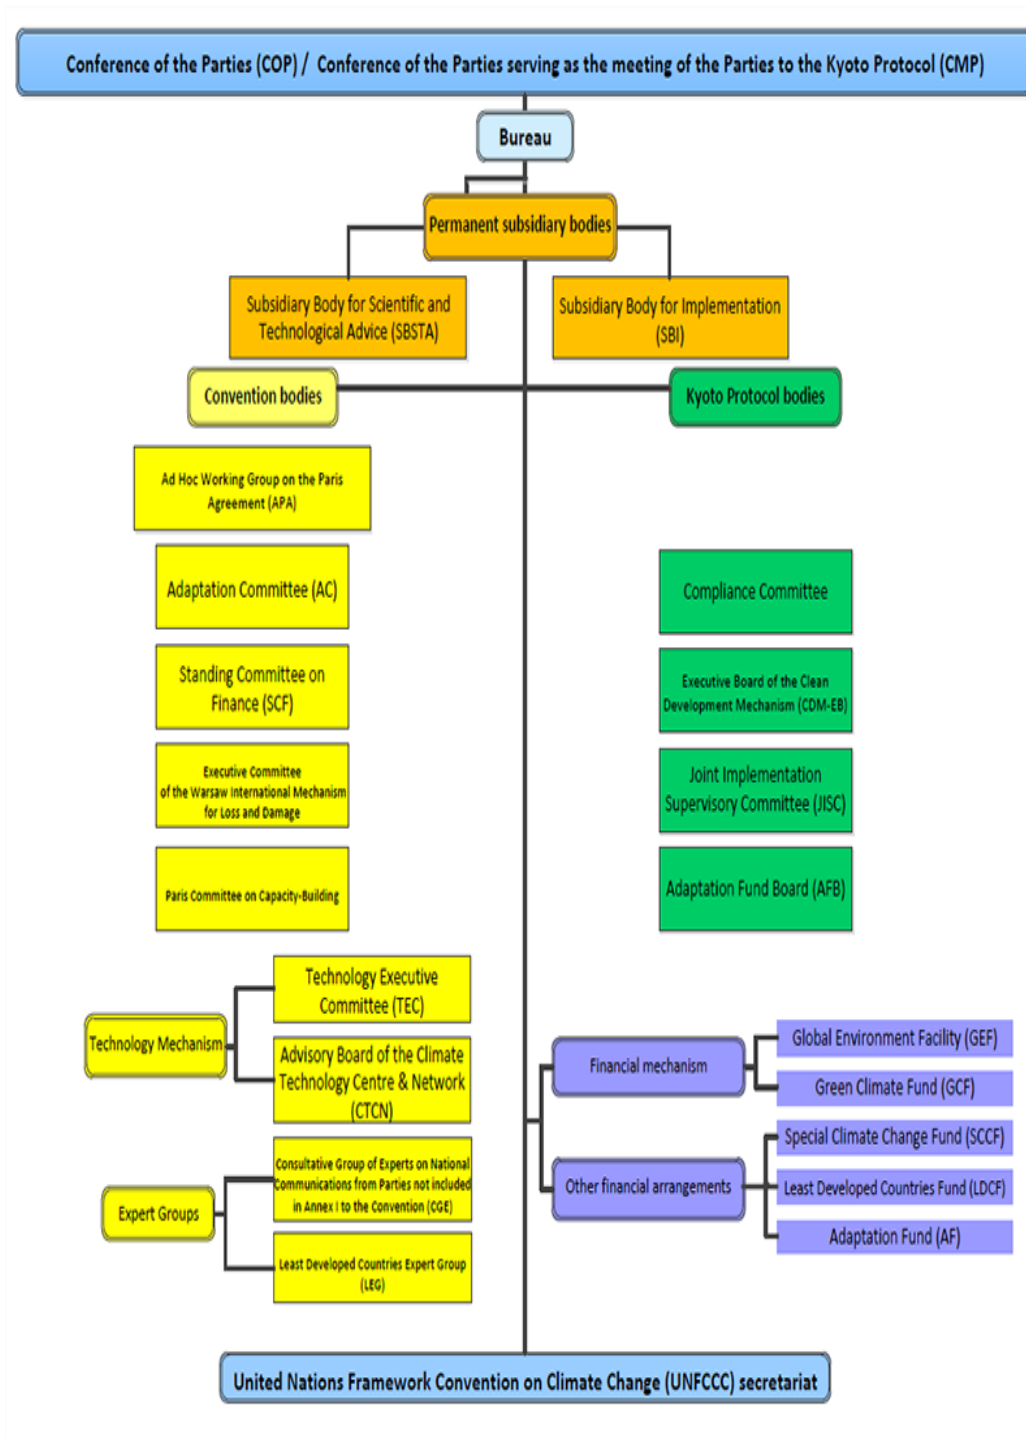 Conference of the Parties (COP) / Conference of the Parties serving as the meeting of the Parties to the Kyoto Protocol (CMP)
Bureau
Permanent subsidiary bodies
Subsidiary Body for Scientific and
Technological Advice (SBSTA)
Subsidiary Body for Implementation
(SBI)
Convention bodies
Kyoto Protocol bodies
Ad Hoc Working Group on the Paris
Agreement (APA)
Adaptation Committee (AC)
Standing Committee on
Finance (SCF)
Executive Committee
of the Warsaw International Mechanism
for Loss and Damage
Paris Committee on Capacity-Building
Compliance Committee
Executive Board of the Clean
Development Mechanism (CDM-EB)
Joint Implementation
Supervisory Committee (JISC)
Adaptation Fund Board (AFB)
Technology Mechanism
Technology Executive
Committee (TEC)
Advisory Board of the Climate
Technology Centre & Network
(CTCN)
Expert Groups
Consultative Group of Experts on National
Communications from Parties not included
in Annex I to the Convention (CGE)
Least Developed Countries Expert Group
(LEG)
Financial mechanism
Global Environment Facility (GEF)
Green Climate Fund (GCF)
Other financial arrangements
Special Climate Change Fund (SCCF)
Least Developed Countries Fund (LDCF)
Adaptation Fund (AF)
United Nations Framework Convention on Climate Change (UNFCCC) secretariat